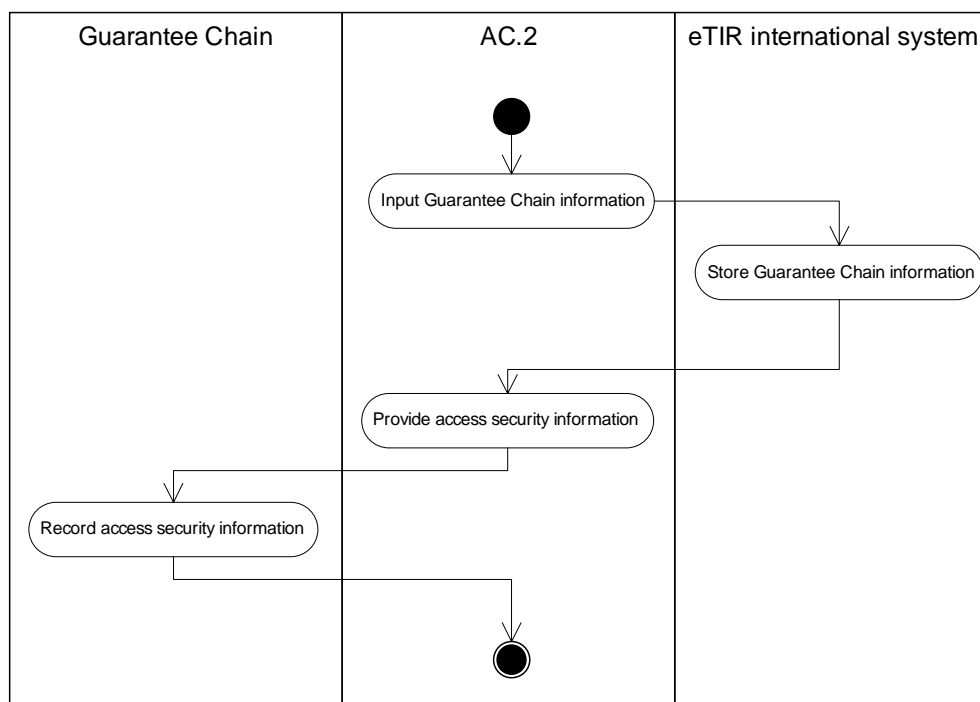 Guarantee Chain
AC.2
eTIR international system
Input Guarantee Chain information
Store Guarantee Chain information
Provide access security information
Record access security information